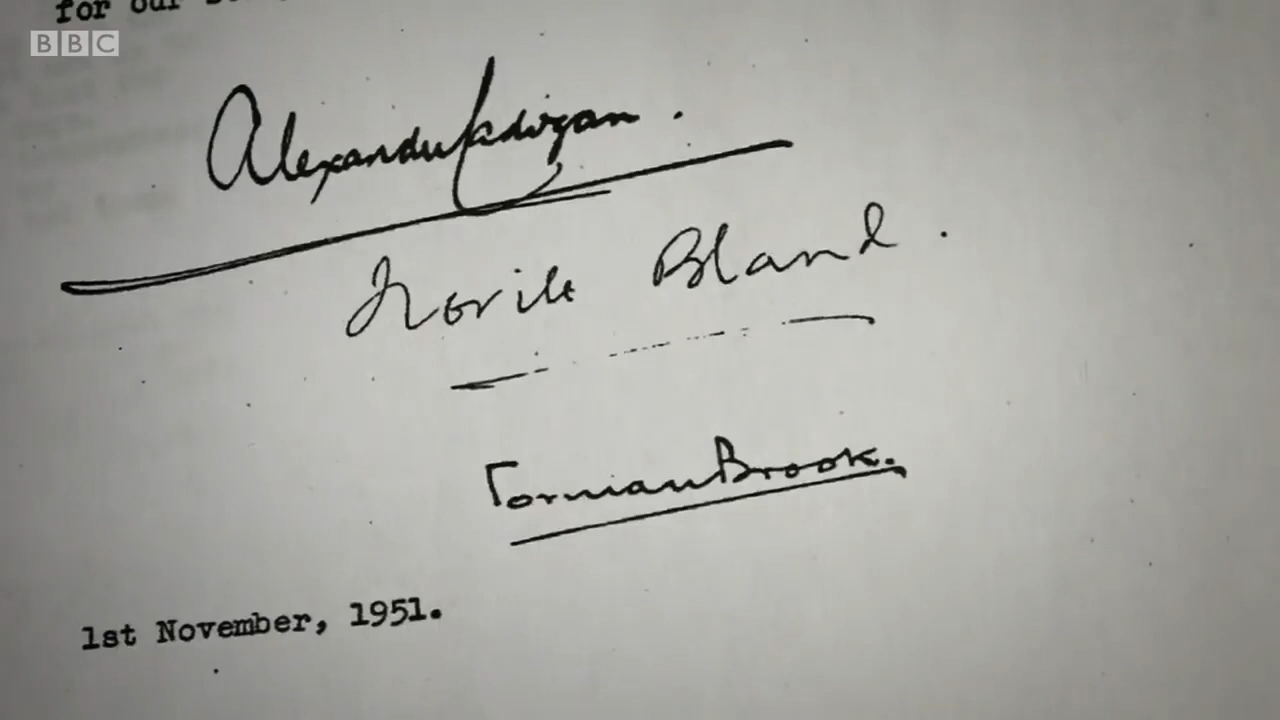 for our
BBC
Alexander Cadogan.
Nevile Bland.
Norman Brook.
1st November, 1951.